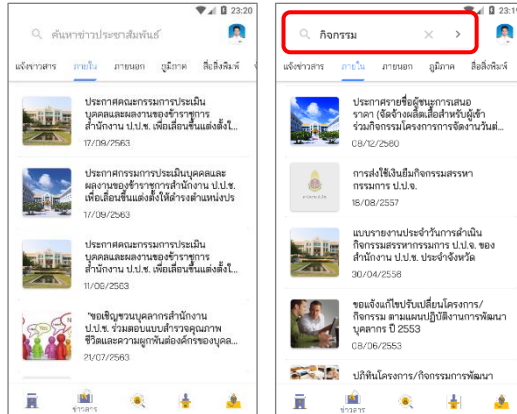 23:20
ค้นหาข่าวประชาสัมพันธ์
แจ้งข่าวสาร ภายใน ภายนอก ภูมิภาค สื่อสิ่งพิมพ์
ประกาศคณะกรรมการประเมิน
บุคคลและผลงานของข้าราชการ
สำนักงาน ป.ป.ช. เพื่อเลื่อนขึ้นแต่งตั้งใ...
17/09/2563
ประกาศกรรมการประเมินบุคคลและ
ผลงานของข้าราชการสำนักงาน ป.ป.ช.
เพื่อเลื่อนขึ้นแต่งตั้งให้ดำรงตำแหน่งประ
17/09/2563
ประกาศคณะกรรมการประเมิน
บุคคลและผลงานของข้าราชการ
สำนักงาน ป.ป.ช. เพื่อเลื่อนขึ้นแต่งตั้งใ...
11/09/2563
"ขอเชิญชวนบุคลากรสำนักงาน
ป.ป.ช. ร่วมตอบแบบสำรวจคุณภาพ
ชีวิตและความผูกพันต่อองค์กรของบุคล...
21/07/2563
ข่าวสาร
23:19
กิจกรรม
แจ้งข่าวสาร ภายใน ภายนอก ภูมิภาค สื่อสิ่งพิมพ์
ประกาศรายชื่อผู้ชนะการเสนอ
ราคา (จัดจ้างผลิตเสื้อสำหรับผู้เข้า
ร่วมกิจกรรมโครงการการจัดงานวันต่...
08/12/2560
การส่งใช้เงินยืมกิจกรรมสรรหา
กรรมการ ป.ป.จ.
18/08/2557
แบบรายงานประจำวันการดำเนิน
กิจกรรมสรรหากรรมการ ป.ป.จ. ของ
สำนักงาน ป.ป.ช. ประจำจังหวัด
30/04/2556
ขอแจ้งแก้ไขปรับเปลี่ยนโครงการ/
กิจกรรม ตามแผนปฏิบัติงานการพัฒนา
บุคลากร ปี 2553
08/06/2553
ปฏิทินโครงการ/กิจกรรมการพัฒนา
ข่าวสาร